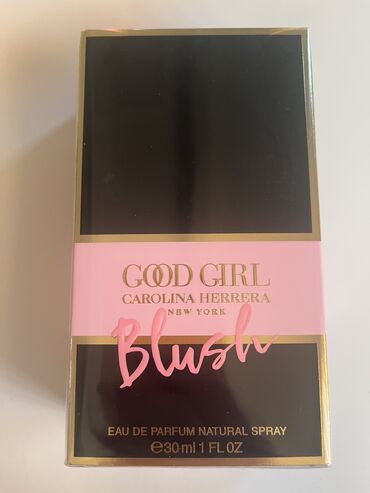 GOOD GIRL
CAROLINA HERRERA
NEW YORK
Blush
EAU DE PARFUM NATURAL SPRAY
℮30ml 1 FL OZ